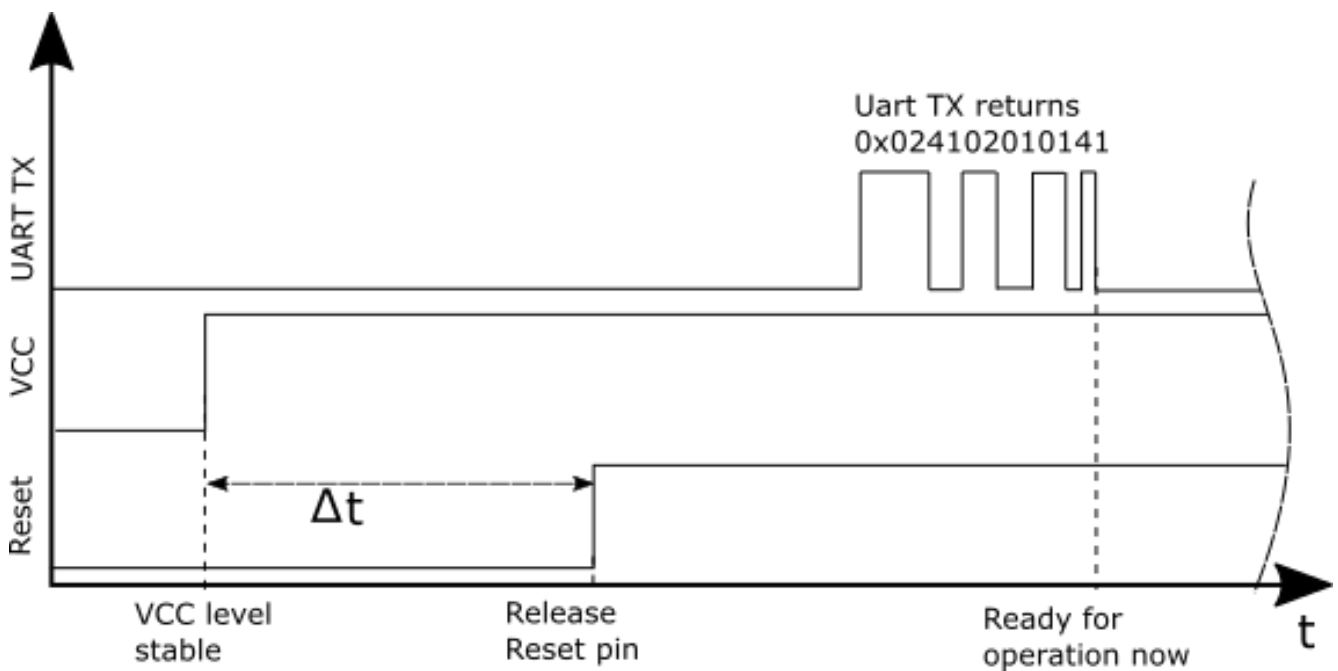 Uart TX returns
0x024102010141
UART TX
VCC
Reset
Δt
VCC level
stable
Release
Reset pin
Ready for
operation now
t